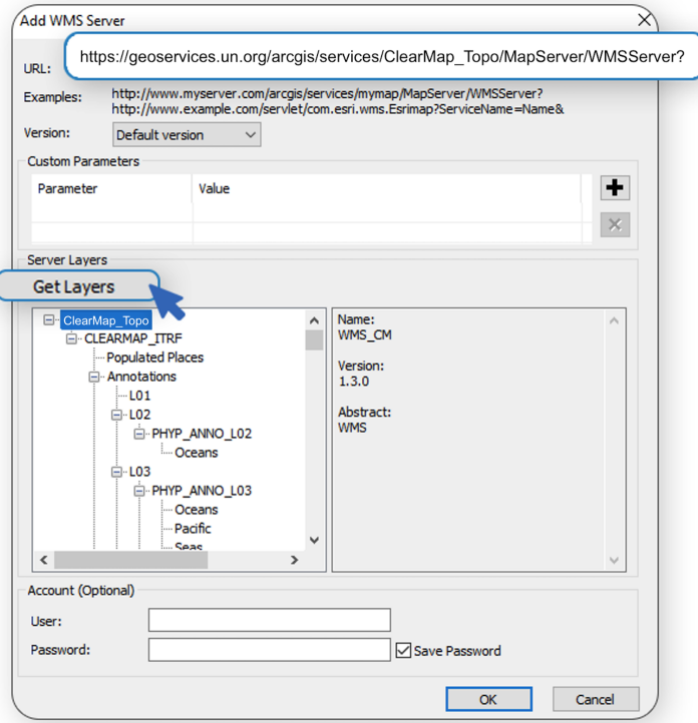 Add WMS Server
https://geoservices.un.org/arcgis/services/ClearMap_Topo/MapServer/WMSServer?
URL:
Examples: http://www.myserver.com/arcgis/services/mymap/MapServer/WMSServer?
http://www.example.com/servlet/com.esri.wms.Esrimap?ServiceName=Name&
Version: Default version
Custom Parameters
Parameter Value
Server Layers
Get Layers
ClearMap_Topo
CLEARMAP_ITRF
Populated Places
Annotations
L01
L02
PHYP_ANNO_L02
Oceans
L03
PHYP_ANNO_L03
Oceans
Pacific
Seas
Name:
WMS_CM
Version:
1.3.0
Abstract:
WMS
Account (Optional)
User:
Password:
Save Password
OK Cancel